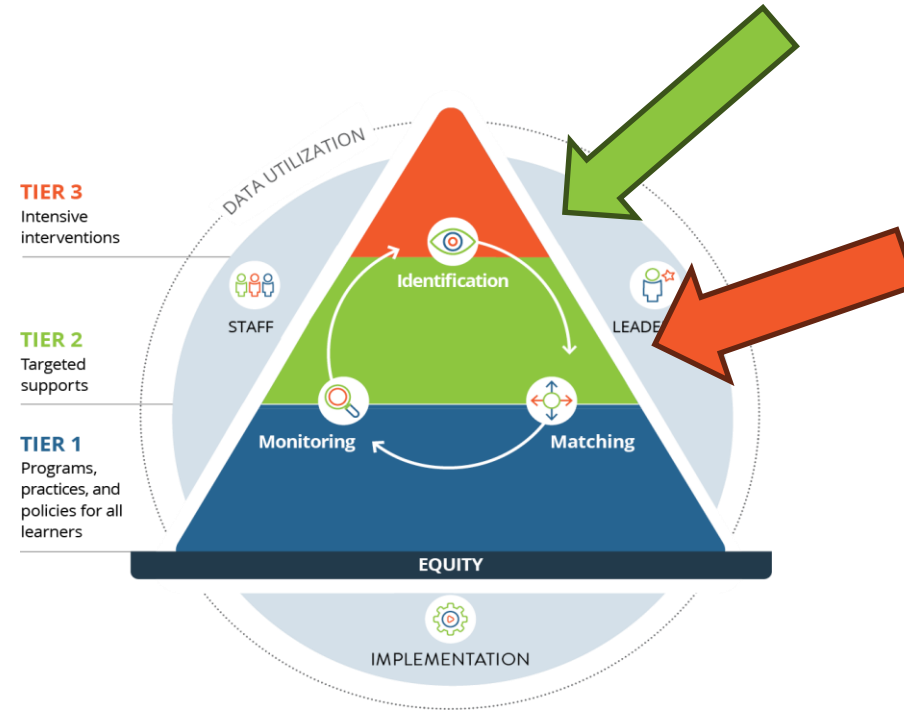 DATA UTILIZATION
TIER 3
Intensive
interventions
Identification
STAFF
TIER 2
Targeted
supports
TIER 1
Programs,
practices, and
policies for all
learners
Monitoring
Matching
EQUITY
IMPLEMENTATION